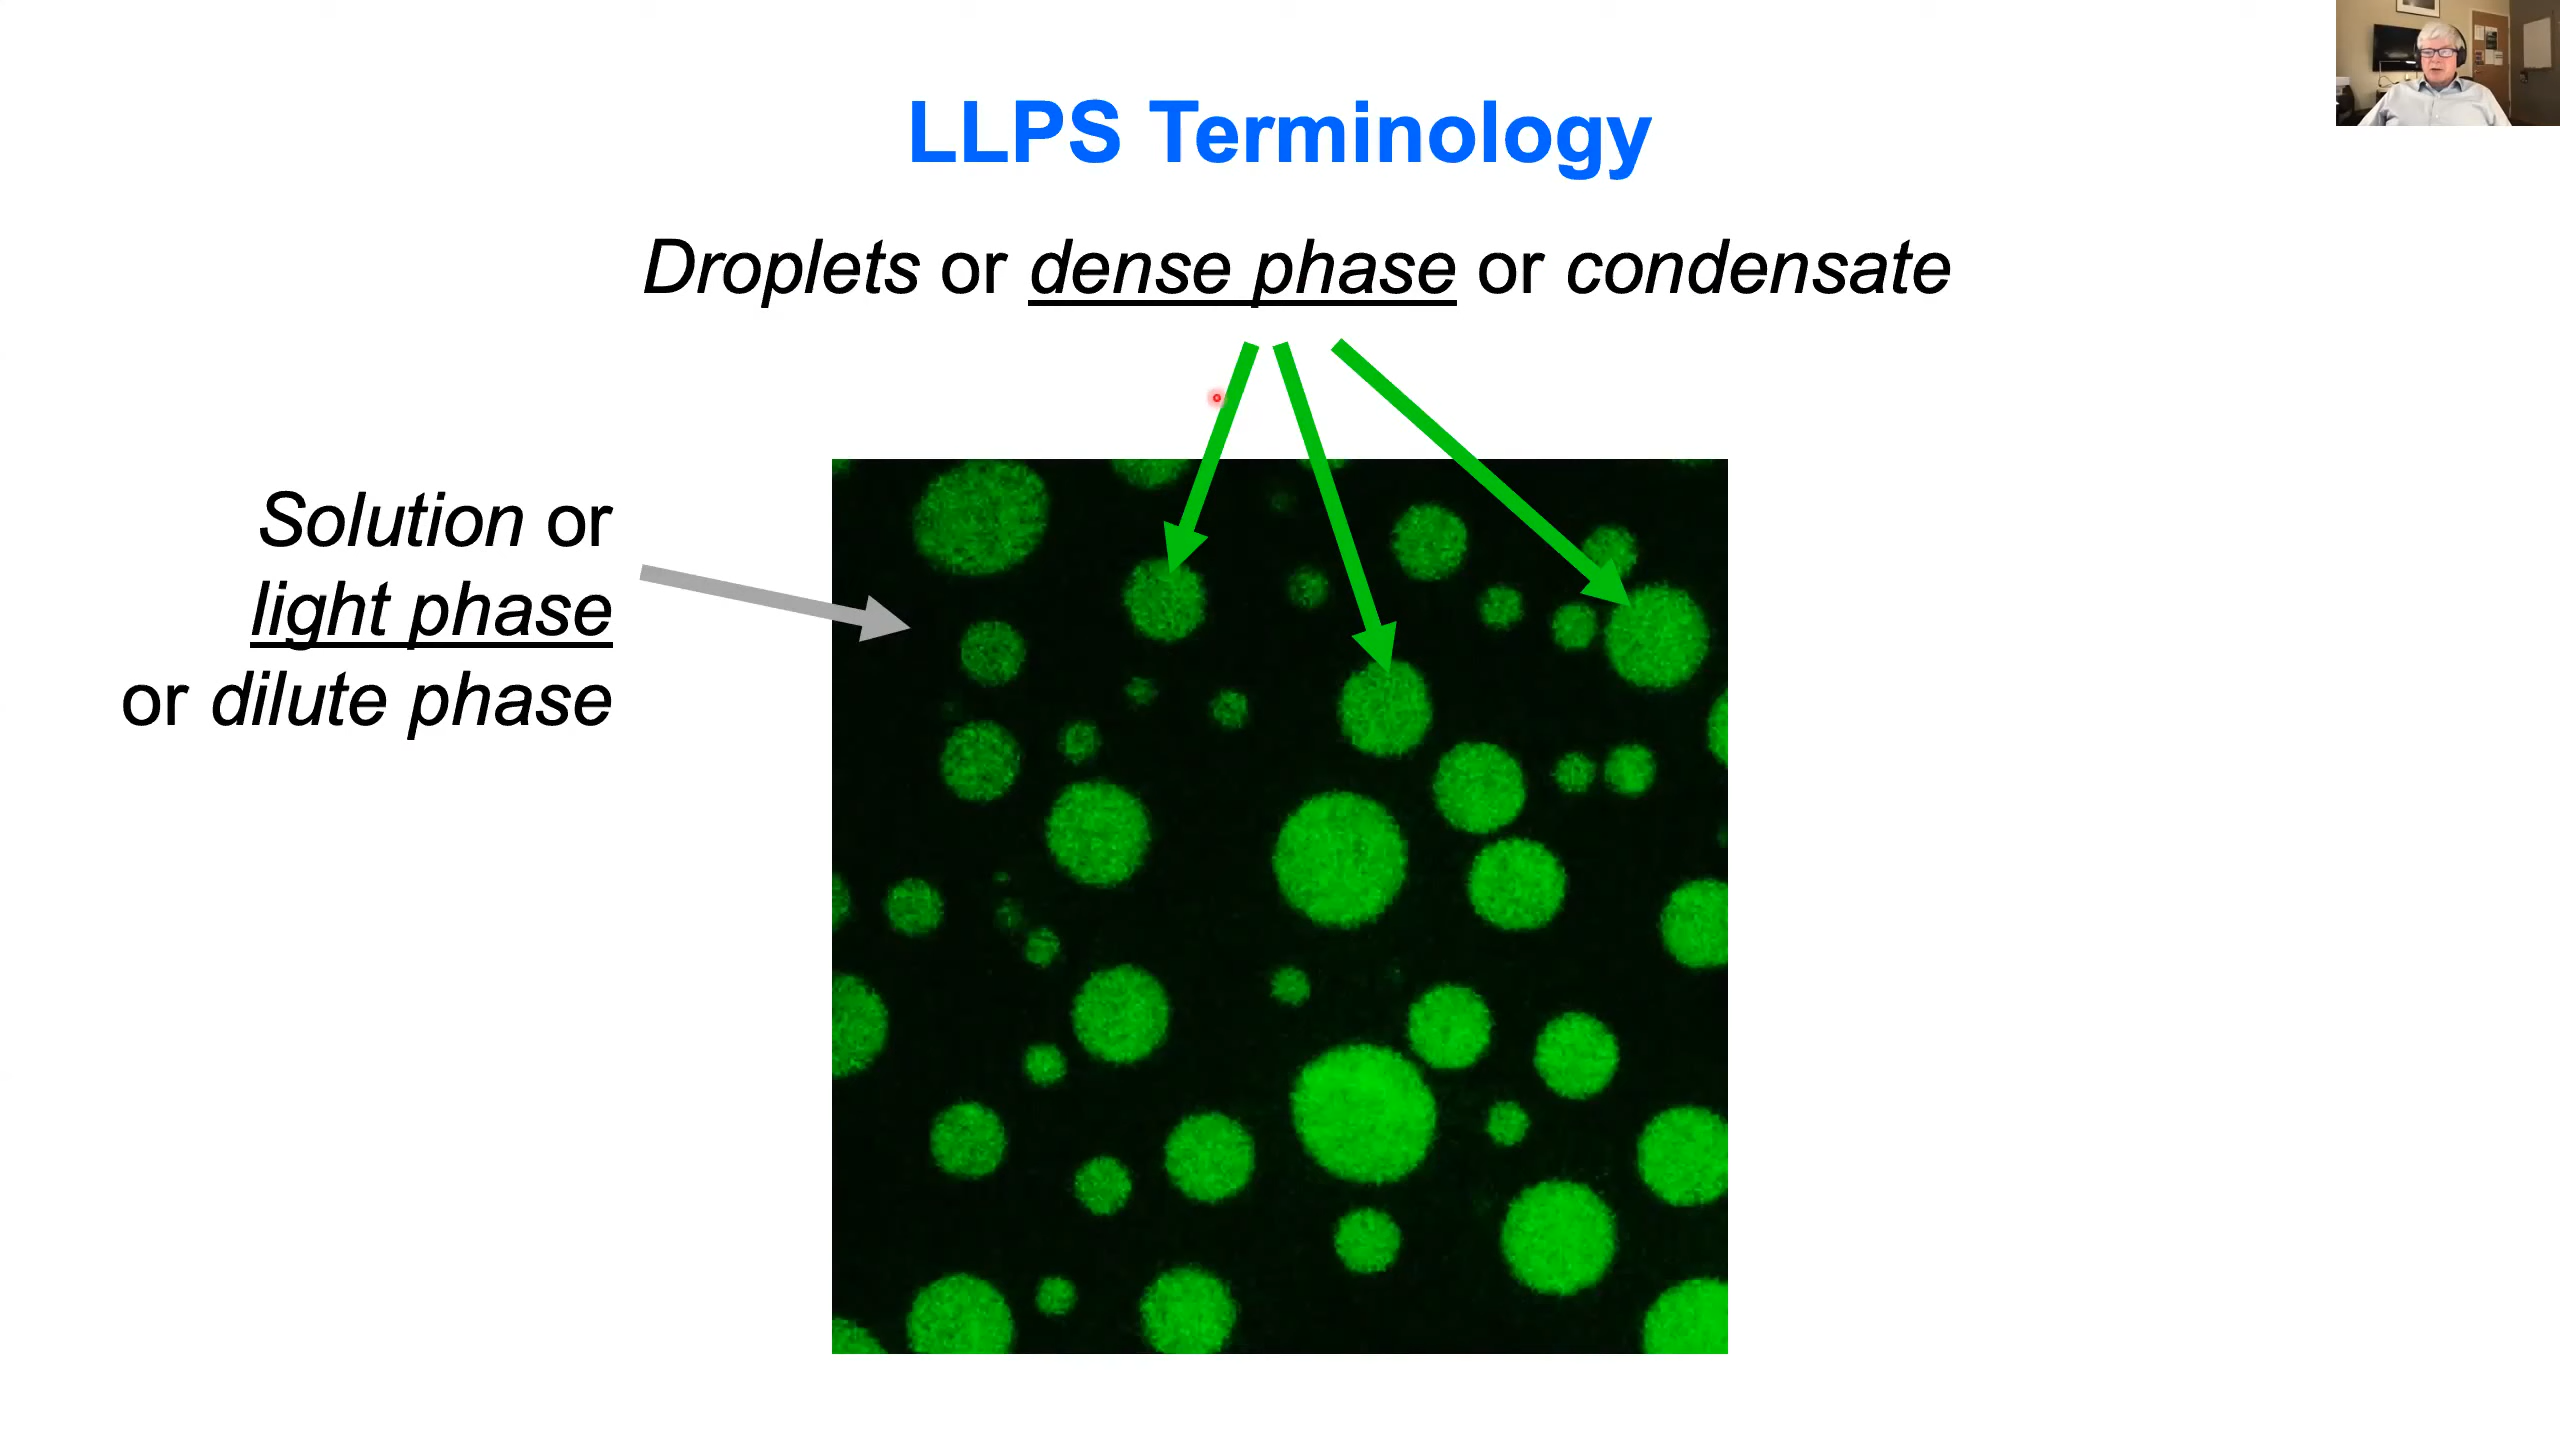 LLPS Terminology
Droplets or dense phase or condensate
Solution or
light phase
or dilute phase